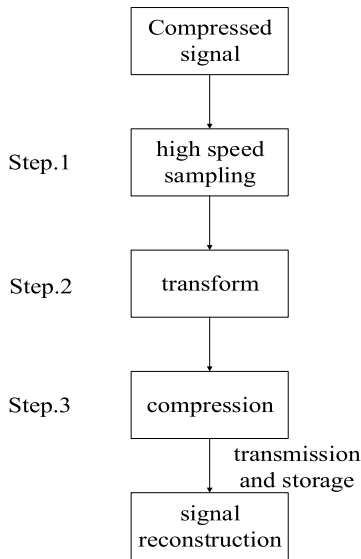 Compressed
signal
Step.1
high speed
sampling
Step.2
transform
Step.3
compression
transmission
and storage
signal
reconstruction